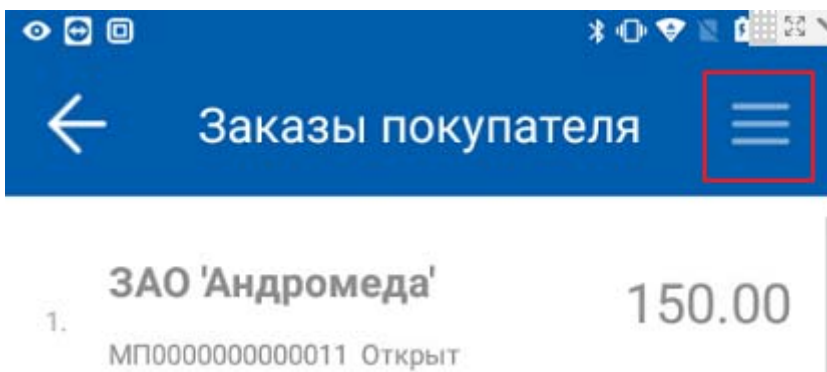 Заказы покупателя
ЗАО 'Андромеда'
150.00
1.
МП0000000000011 Открыт